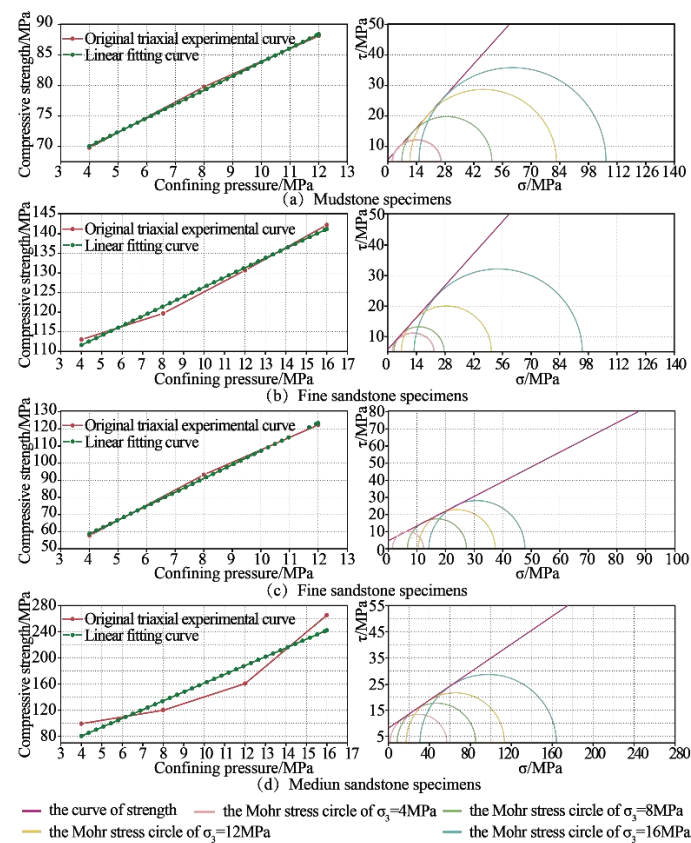 Compressive strength/MPa
90
85
80
75
70
Original triaxial experimental curve
Linear fitting curve
3 4 5 6 7 8 9 10 11 12 13
Confining pressure/MPa
τ/MPa
50
40
30
20
10
0 14 28 42 56 70 84 98 112 126 140
σ/MPa
(a) Mudstone specimens
Compressive strength/MPa
145
140
135
130
125
120
115
110
Original triaxial experimental curve
Linear fitting curve
3 4 5 6 7 8 9 10 11 12 13 14 15 16 17
Confining pressure/MPa
τ/MPa
50
40
30
20
10
0 14 28 42 56 70 84 98 112 126 140
σ/MPa
(b) Fine sandstone specimens
Compressive strength/MPa
130
120
110
100
90
80
70
60
50
Original triaxial experimental curve
Linear fitting curve
3 4 5 6 7 8 9 10 11 12 13
Confining pressure/MPa
τ/MPa
80
70
60
50
40
30
20
10
0
0 10 20 30 40 50 60 70 80 90 100
σ/MPa
(c) Fine sandstone specimens
Compressive strength/MPa
280
240
200
160
120
80
Original triaxial experimental curve
Linear fitting curve
3 4 5 6 7 8 9 10 11 12 13 14 15 16 17
Confining pressure/MPa
τ/MPa
55
45
35
25
15
5
0 40 80 120 160 200 240 280
σ/MPa
(d) Mediun sandstone specimens
the curve of strength the Mohr stress circle of σ₃=4MPa the Mohr stress circle of σ₃=8MPa
the Mohr stress circle of σ₃=12MPa the Mohr stress circle of σ₃=16MPa